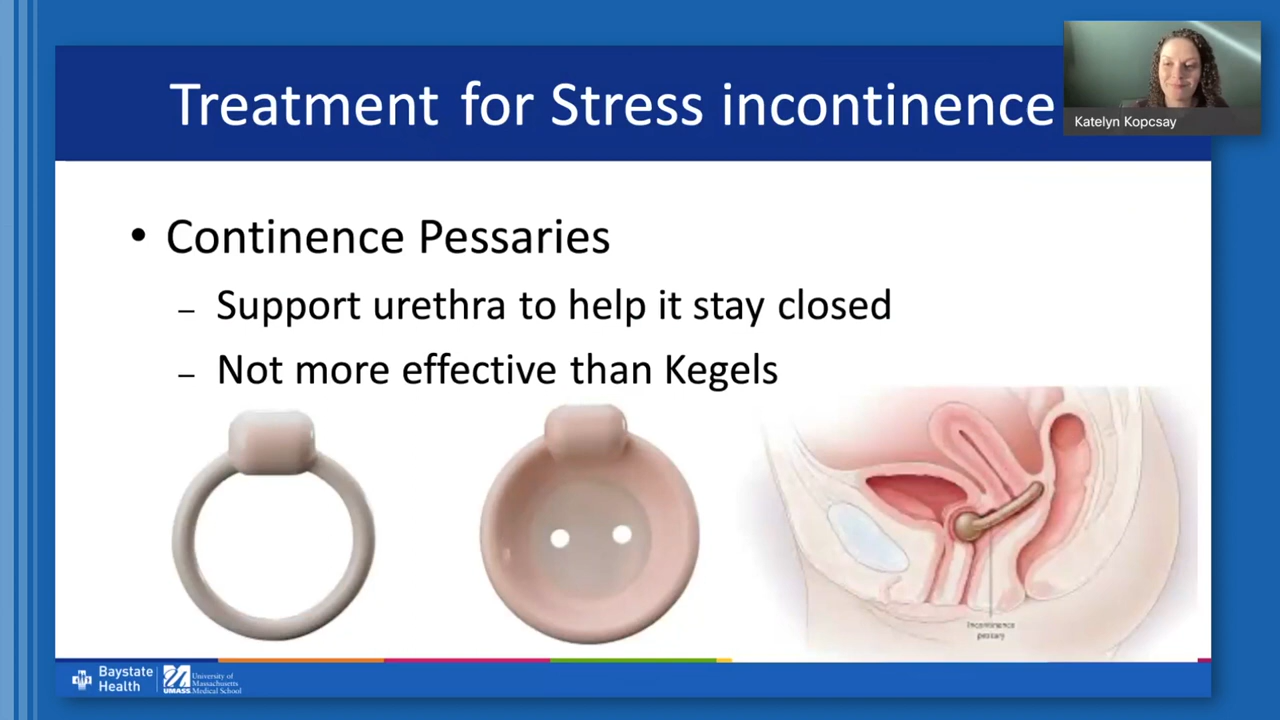 Treatment for Stress incontinence
Katelyn Kopcsay
• Continence Pessaries
– Support urethra to help it stay closed
– Not more effective than Kegels
Incontinence
pessary
Baystate
Health
UMASS
University of
Massachusetts
Medical School